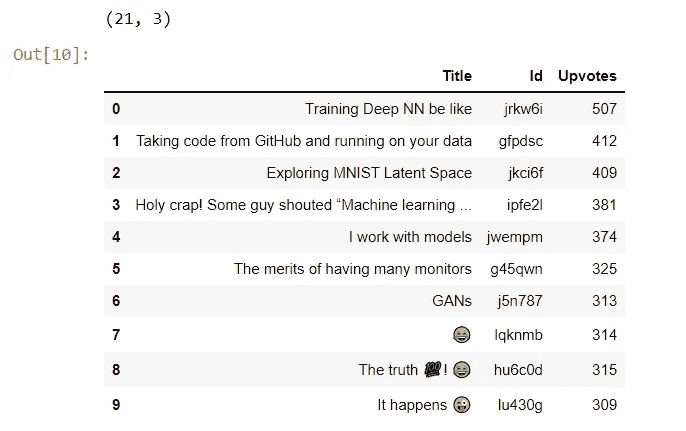 (21, 3)
Out[10]:
Title Id Upvotes
0 Training Deep NN be like jrkw6i 507
1 Taking code from GitHub and running on your data gfpdsc 412
2 Exploring MNIST Latent Space jkci6f 409
3 Holy crap! Some guy shouted “Machine learning ... ipfe2l 381
4 I work with models jwempm 374
5 The merits of having many monitors g45qwn 325
6 GANs j5n787 313
7 😄 lqknmb 314
8 The truth 💯! 😄 hu6c0d 315
9 It happens 😜 lu430g 309